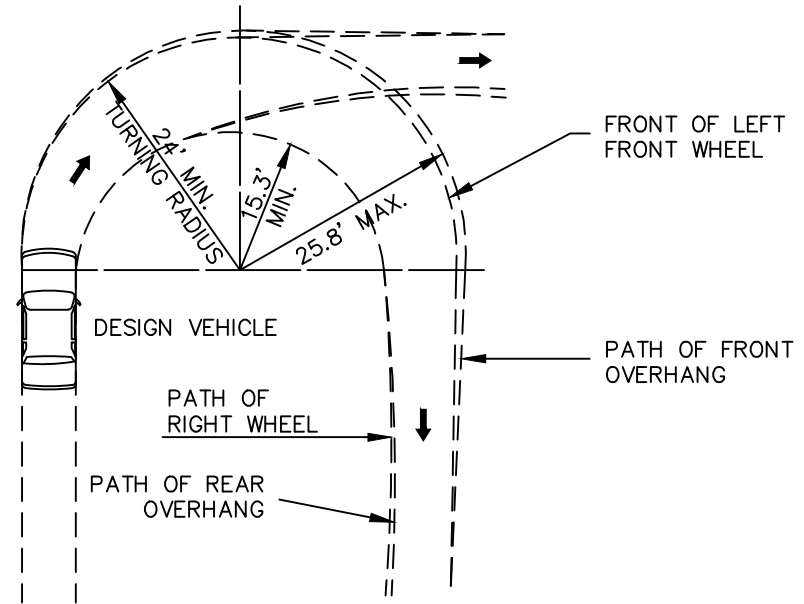 24' MIN.
TURNING RADIUS
15.3'
MIN.
25.8' MAX.
FRONT OF LEFT
FRONT WHEEL
DESIGN VEHICLE
PATH OF FRONT
OVERHANG
PATH OF
RIGHT WHEEL
PATH OF REAR
OVERHANG